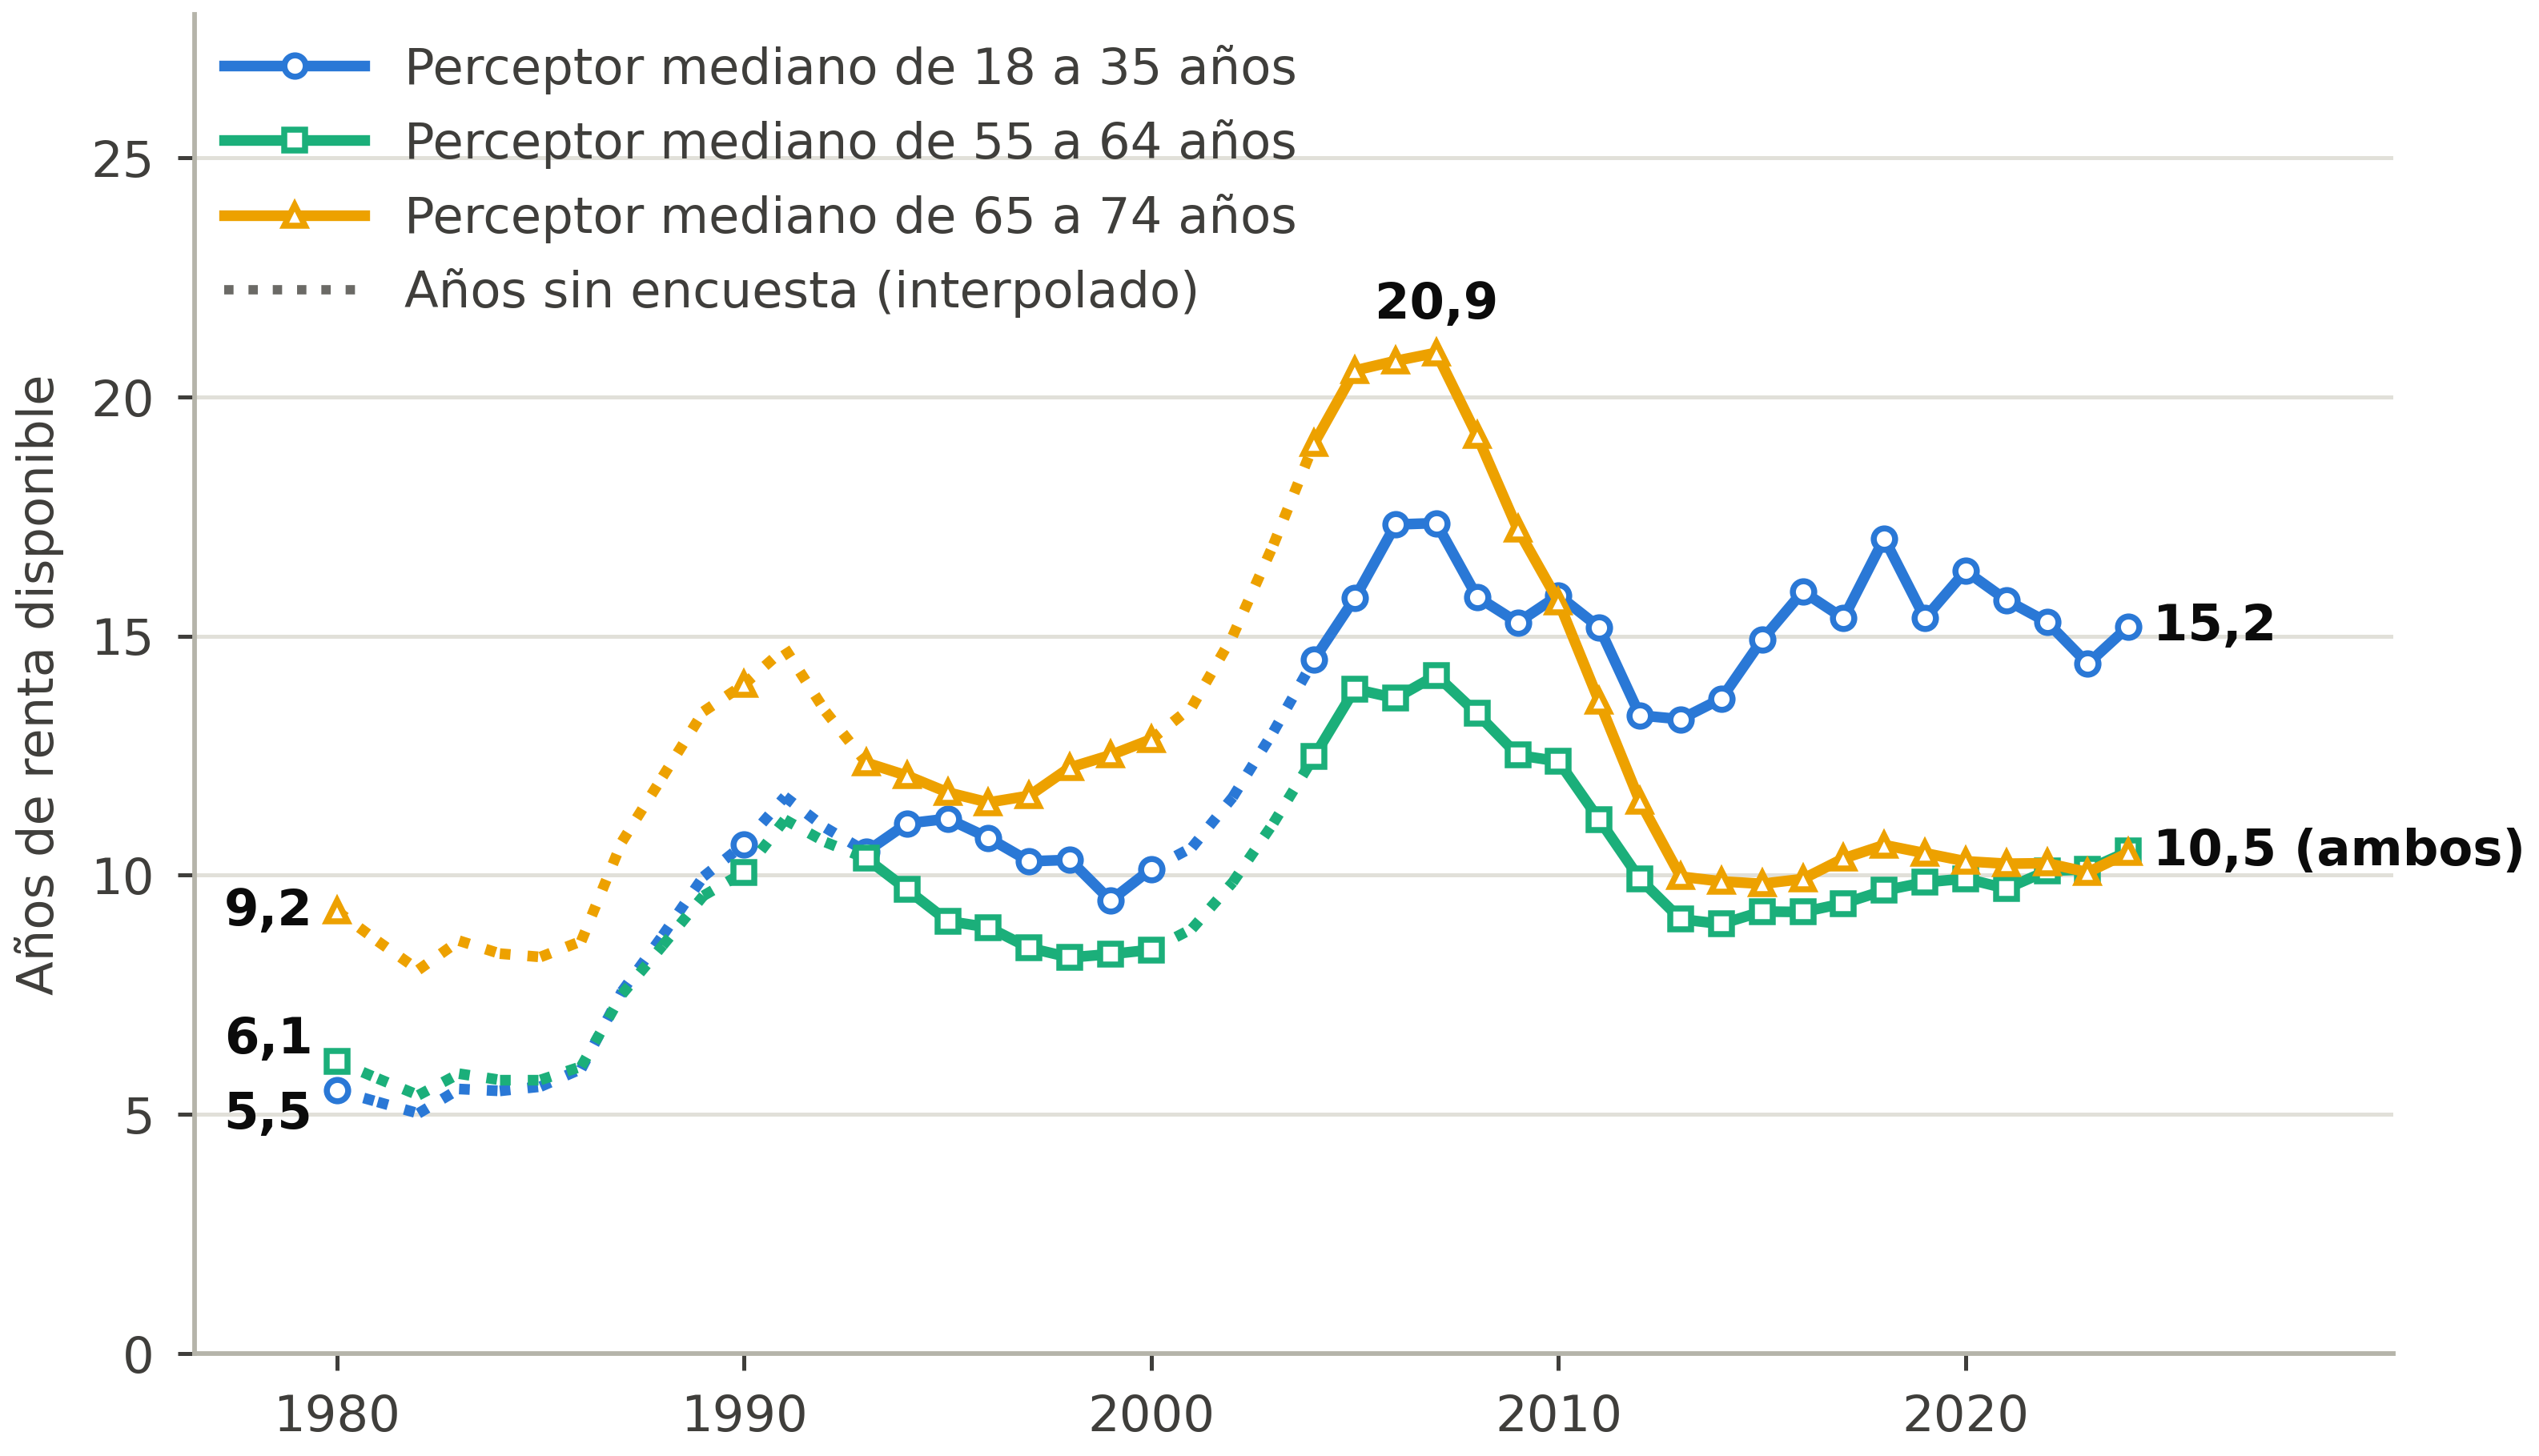 Perceptor mediano de 18 a 35 años
Perceptor mediano de 55 a 64 años
Perceptor mediano de 65 a 74 años
Años sin encuesta (interpolado)
Años de renta disponible
25
20
15
10
5
0
20,9
15,2
10,5 (ambos)
9,2
6,1
5,5
1980
1990
2000
2010
2020